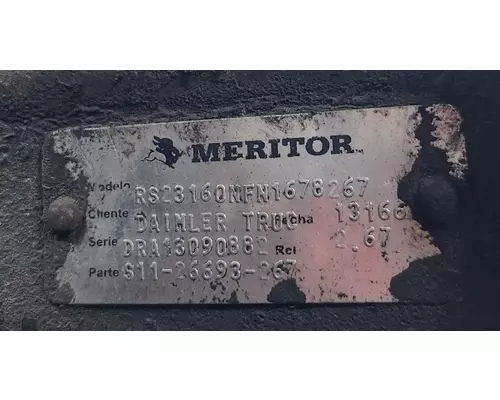 MERITOR
Modelo RS23160NFN1678267
Cliente DAIMLER TRUC Fecha 13166
Serie DRA13090882 Rel 2.67
Parte S11-26693-267